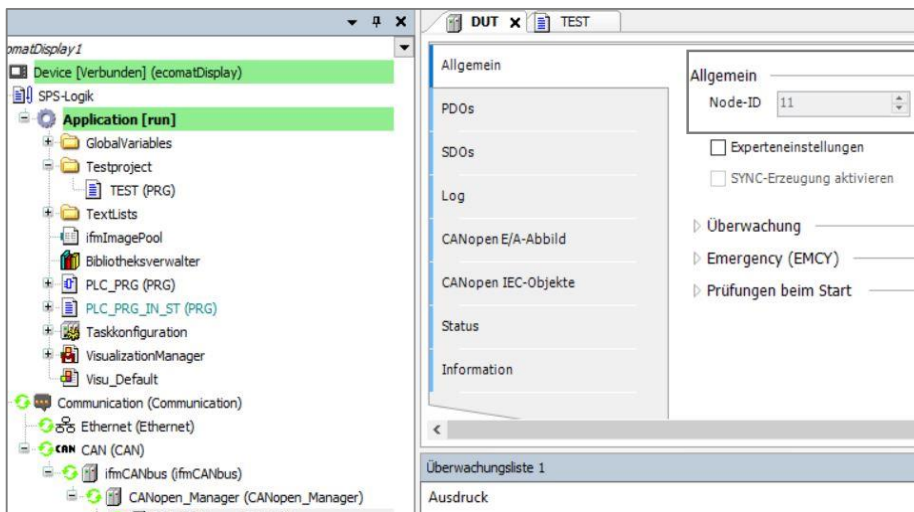 omatDisplay1
Device [Verbunden] (ecomatDisplay)
SPS-Logik
Application [run]
GlobalVariables
Testproject
TEST (PRG)
TextLists
ifmImagePool
Bibliotheksverwalter
PLC_PRG (PRG)
PLC_PRG_IN_ST (PRG)
Taskkonfiguration
VisualizationManager
Visu_Default
Communication (Communication)
Ethernet (Ethernet)
CAN CAN (CAN)
ifmCANbus (ifmCANbus)
CANopen_Manager (CANopen_Manager)
DUT
TEST
Allgemein
PDOs
SDOs
Log
CANopen E/A-Abbild
CANopen IEC-Objekte
Status
Information
Allgemein
Node-ID 11
Experteneinstellungen
SYNC-Erzeugung aktivieren
Überwachung
Emergency (EMCY)
Prüfungen beim Start
Überwachungsliste 1
Ausdruck